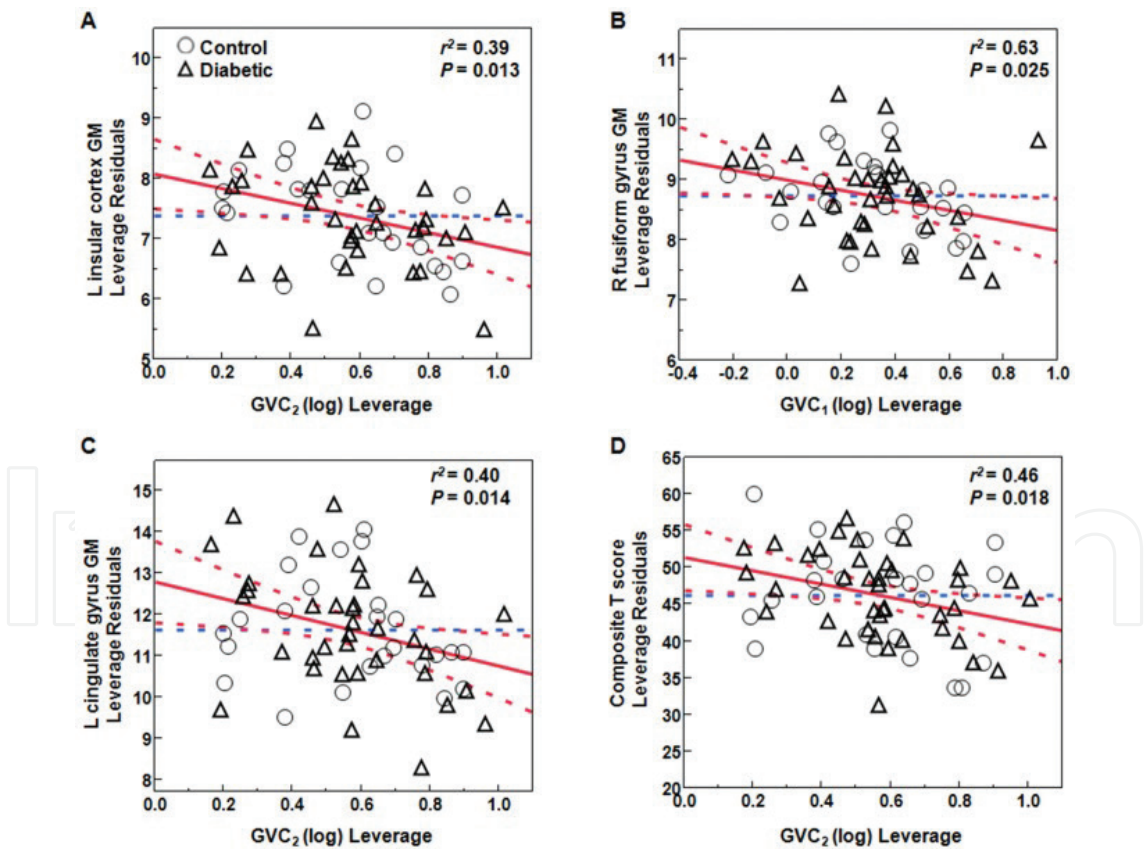 A
Control
Diabetic
r² = 0.39
P = 0.013
L insular cortex GM
Leverage Residuals
10
9
8
7
6
5
0.0 0.2 0.4 0.6 0.8 1.0
GVC₂ (log) Leverage
B
r² = 0.63
P = 0.025
R fusiform gyrus GM
Leverage Residuals
11
10
9
8
7
6
-0.4 -0.2 0.0 0.2 0.4 0.6 0.8 1.0
GVC₁ (log) Leverage
C
r² = 0.40
P = 0.014
L cingulate gyrus GM
Leverage Residuals
15
14
13
12
11
10
9
8
0.0 0.2 0.4 0.6 0.8 1.0
GVC₂ (log) Leverage
D
r² = 0.46
P = 0.018
Composite T score
Leverage Residuals
65
60
55
50
45
40
35
30
25
20
0.0 0.2 0.4 0.6 0.8 1.0
GVC₂ (log) Leverage